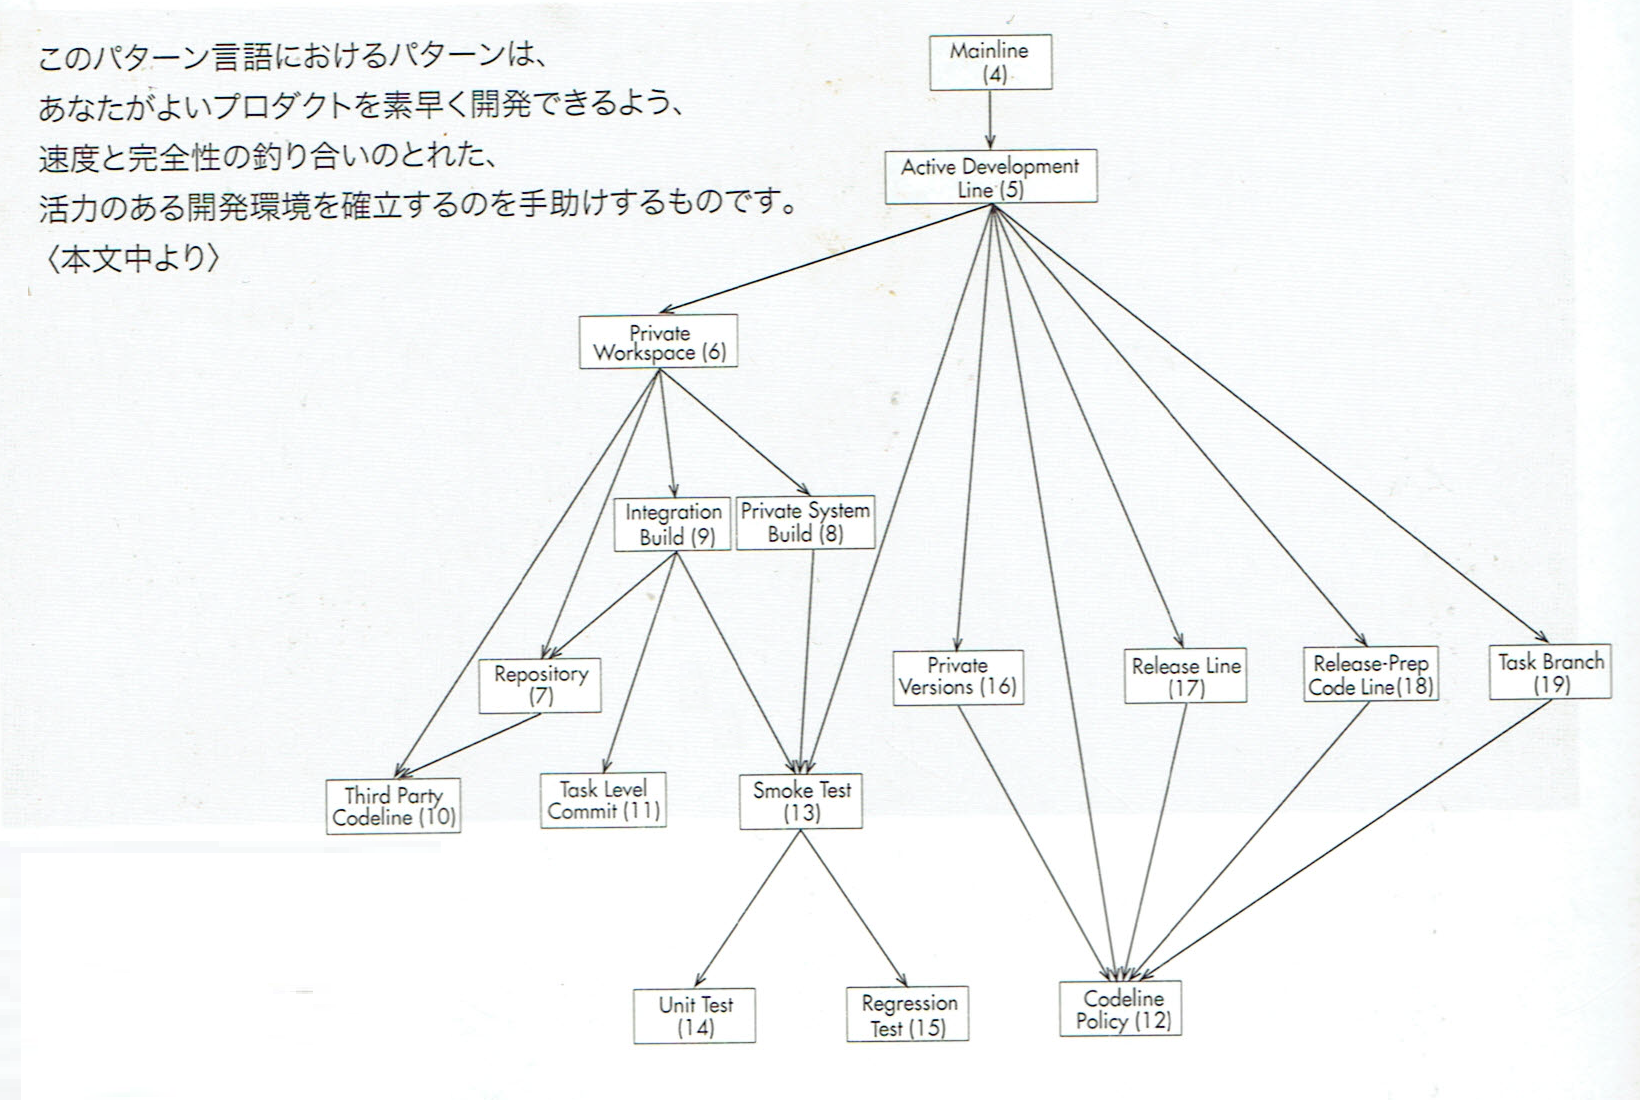 このパターン言語におけるパターンは、
あなたがよいプロダクトを素早く開発できるよう、
速度と完全性の釣り合いのとれた、
活力のある開発環境を確立するのを手助けするものです。
〈本文中より〉
Mainline
(4)
Active Development
Line (5)
Private
Workspace (6)
Integration
Build (9)
Private System
Build (8)
Repository
(7)
Private
Versions (16)
Release Line
(17)
Release-Prep
Code Line (18)
Task Branch
(19)
Third Party
Codeline (10)
Task Level
Commit (11)
Smoke Test
(13)
Unit Test
(14)
Regression
Test (15)
Codeline
Policy (12)